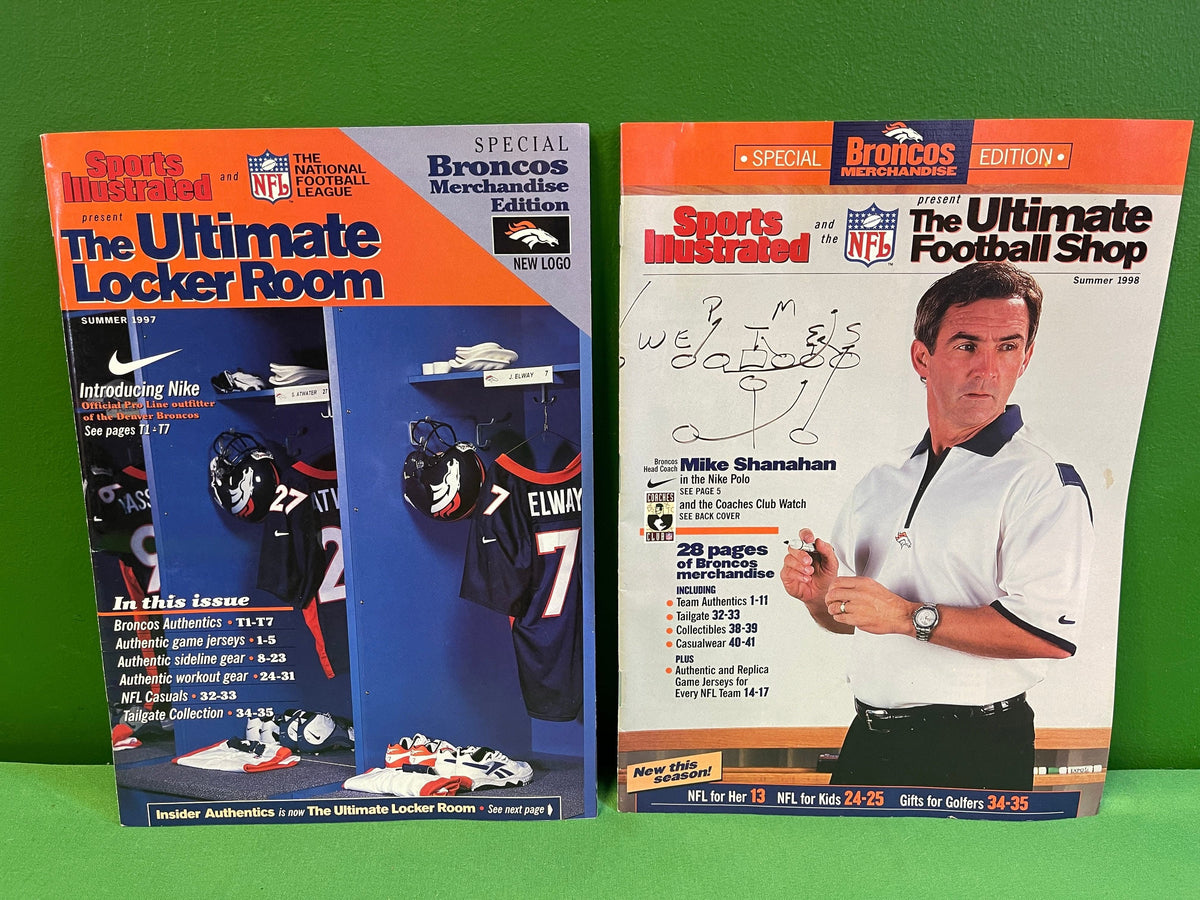 Sports
Illustrated
and
NFL
THE
NATIONAL
FOOTBALL
LEAGUE
present
The Ultimate
Locker Room
SPECIAL
Broncos
Merchandise
Edition
NEW LOGO
SUMMER 1997
Introducing Nike
Official Pro Line outfitter
of the Denver Broncos
See pages T1-T7
S. ATWATER 27
J. ELWAY 7
27
7
ELWAY
7
In this issue
Broncos Authentics • T1-T7
Authentic game jerseys • 1-5
Authentic sideline gear • 8-23
Authentic workout gear • 24-31
NFL Casuals • 32-33
Tailgate Collection • 34-35
Insider Authentics is now The Ultimate Locker Room • See next page
• SPECIAL
Broncos
MERCHANDISE
EDITION •
Sports
Illustrated
and
the
NFL
present
The Ultimate
Football Shop
Summer 1998
P M
W E T E S
Broncos
Head Coach
Mike Shanahan
in the Nike Polo
SEE PAGE 5
and the Coaches Club Watch
SEE BACK COVER
COACHES
CLUB
28 pages
of Broncos
merchandise
INCLUDING
• Team Authentics 1-11
• Tailgate 32-33
• Collectibles 38-39
• Casualwear 40-41
PLUS
• Authentic and Replica
Game Jerseys for
Every NFL Team 14-17
New this
season!
NFL for Her 13 NFL for Kids 24-25 Gifts for Golfers 34-35